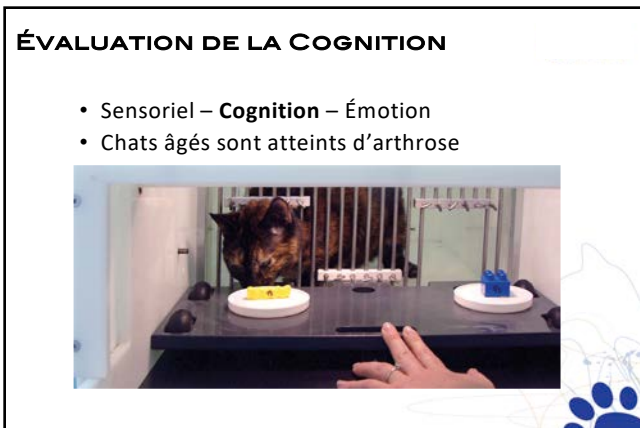 ÉVALUATION DE LA COGNITION
• Sensoriel – Cognition – Émotion
• Chats âgés sont atteints d’arthrose